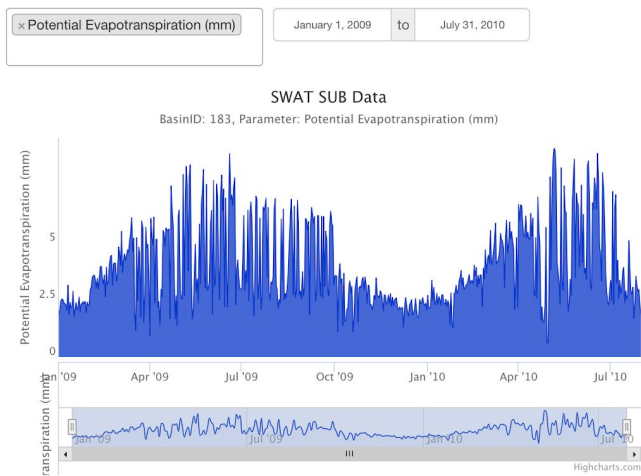 × Potential Evapotranspiration (mm)
January 1, 2009 to July 31, 2010
SWAT SUB Data
BasinID: 183, Parameter: Potential Evapotranspiration (mm)
Potential Evapotranspiration (mm)
5
2.5
0
Jan '09 Apr '09 Jul '09 Oct '09 Jan '10 Apr '10 Jul '10
transpiration (mm)
Jan '09 Jul '09 Jan '10 Jul '10
Highcharts.com